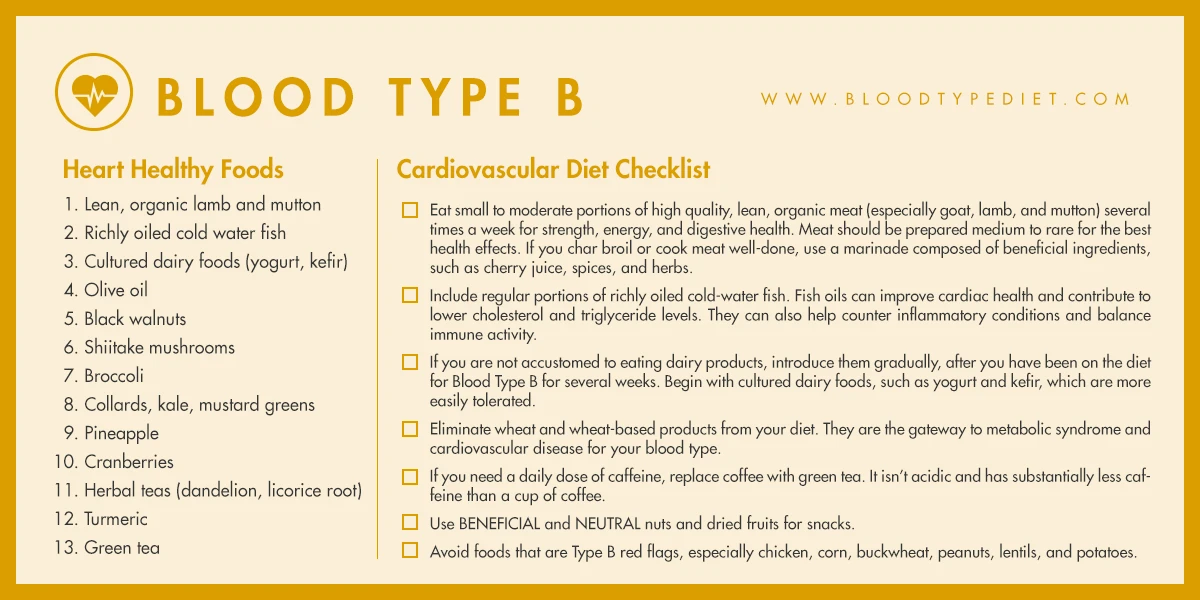 BLOOD TYPE B
WWW.BLOODTYPEDIET.COM
Heart Healthy Foods
1. Lean, organic lamb and mutton
2. Richly oiled cold water fish
3. Cultured dairy foods (yogurt, kefir)
4. Olive oil
5. Black walnuts
6. Shiitake mushrooms
7. Broccoli
8. Collards, kale, mustard greens
9. Pineapple
10. Cranberries
11. Herbal teas (dandelion, licorice root)
12. Turmeric
13. Green tea
Cardiovascular Diet Checklist
Eat small to moderate portions of high quality, lean, organic meat (especially goat, lamb, and mutton) several
times a week for strength, energy, and digestive health. Meat should be prepared medium to rare for the best
health effects. If you char broil or cook meat well-done, use a marinade composed of beneficial ingredients,
such as cherry juice, spices, and herbs.
Include regular portions of richly oiled cold-water fish. Fish oils can improve cardiac health and contribute to
lower cholesterol and triglyceride levels. They can also help counter inflammatory conditions and balance
immune activity.
If you are not accustomed to eating dairy products, introduce them gradually, after you have been on the diet
for Blood Type B for several weeks. Begin with cultured dairy foods, such as yogurt and kefir, which are more
easily tolerated.
Eliminate wheat and wheat-based products from your diet. They are the gateway to metabolic syndrome and
cardiovascular disease for your blood type.
If you need a daily dose of caffeine, replace coffee with green tea. It isn't acidic and has substantially less caf-
feine than a cup of coffee.
Use BENEFICIAL and NEUTRAL nuts and dried fruits for snacks.
Avoid foods that are Type B red flags, especially chicken, corn, buckwheat, peanuts, lentils, and potatoes.